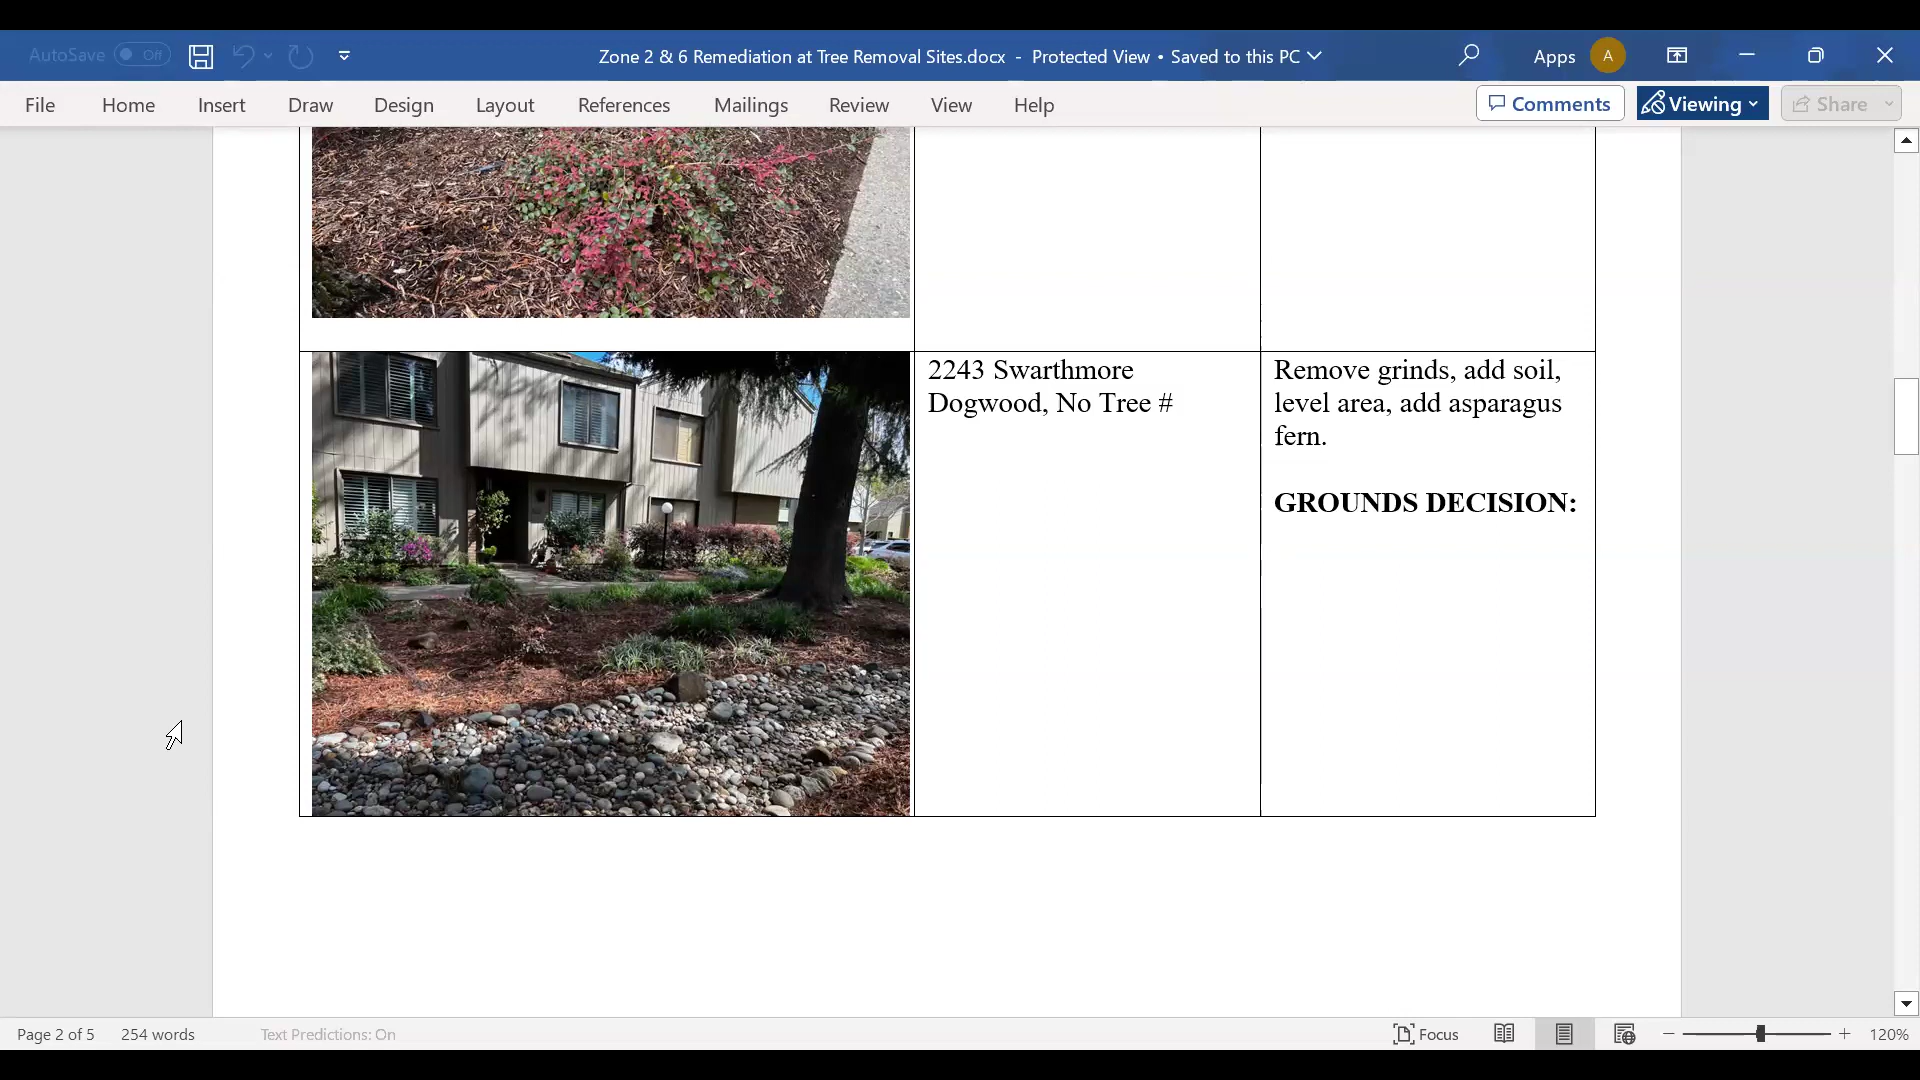 AutoSave Off
Zone 2 & 6 Remediation at Tree Removal Sites.docx - Protected View • Saved to this PC
Apps A
File Home Insert Draw Design Layout References Mailings Review View Help
Comments Viewing Share
2243 Swarthmore
Dogwood, No Tree #
Remove grinds, add soil,
level area, add asparagus
fern.
GROUNDS DECISION:
Page 2 of 5 254 words Text Predictions: On
Focus 120%